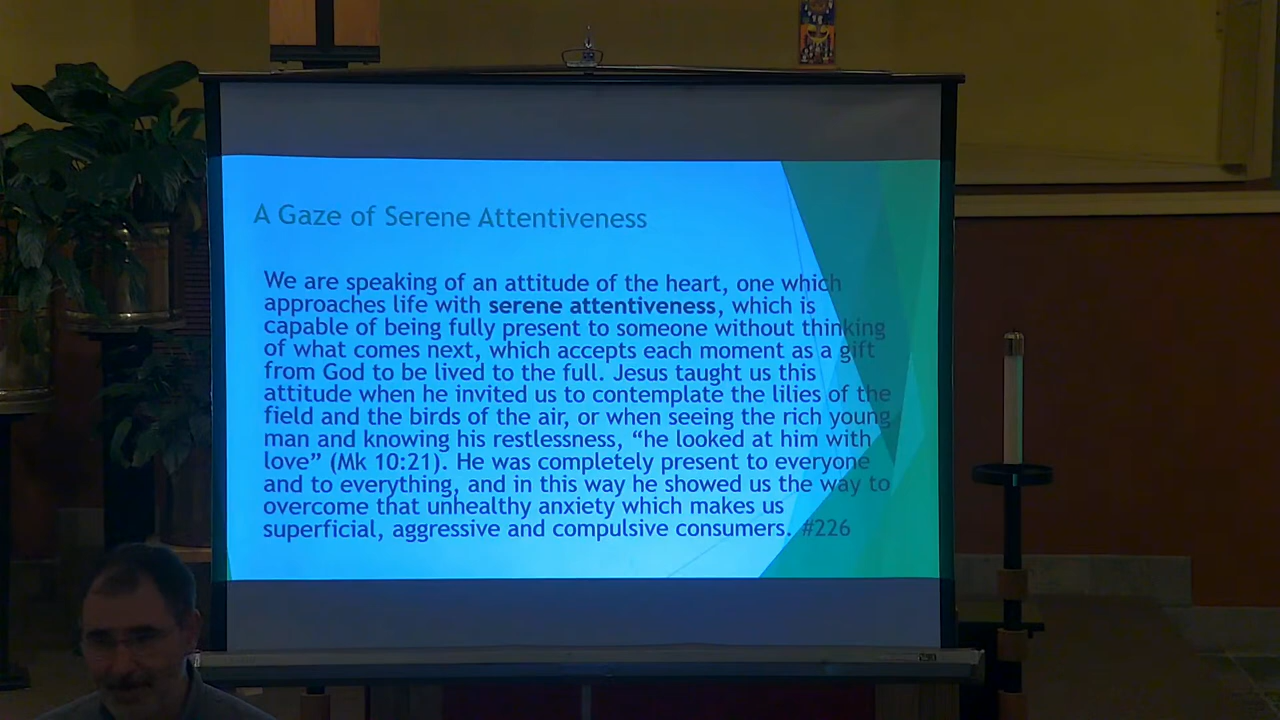 A Gaze of Serene Attentiveness
We are speaking of an attitude of the heart, one which
approaches life with serene attentiveness, which is
capable of being fully present to someone without thinking
of what comes next, which accepts each moment as a gift
from God to be lived to the full. Jesus taught us this
attitude when he invited us to contemplate the lilies of the
field and the birds of the air, or when seeing the rich young
man and knowing his restlessness, “he looked at him with
love” (Mk 10:21). He was completely present to everyone
and to everything, and in this way he showed us the way to
overcome that unhealthy anxiety which makes us
superficial, aggressive and compulsive consumers. #226